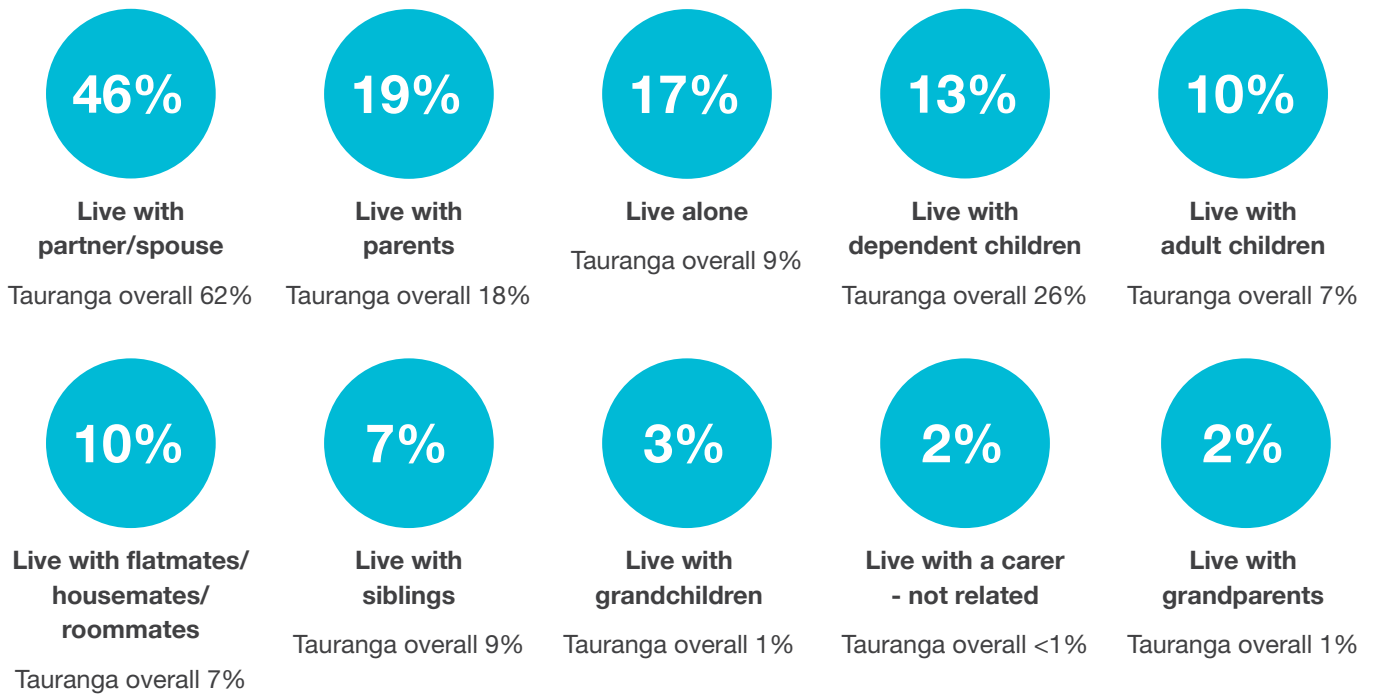 46%
Live with
partner/spouse
Tauranga overall 62%
19%
Live with
parents
Tauranga overall 18%
17%
Live alone
Tauranga overall 9%
13%
Live with
dependent children
Tauranga overall 26%
10%
Live with
adult children
Tauranga overall 7%
10%
Live with flatmates/
housemates/
roommates
Tauranga overall 7%
7%
Live with
siblings
Tauranga overall 9%
3%
Live with
grandchildren
Tauranga overall 1%
2%
Live with a carer
- not related
Tauranga overall <1%
2%
Live with
grandparents
Tauranga overall 1%